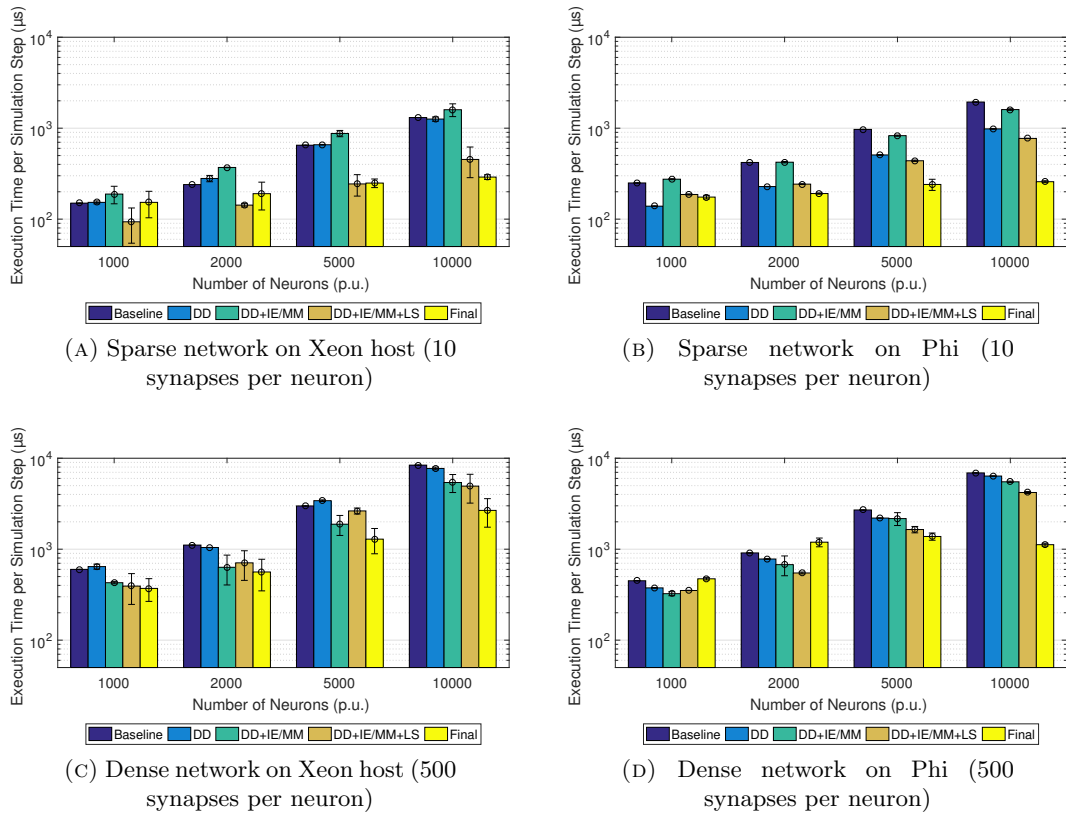 Execution Time per Simulation Step (µs)
10^4
10^3
10^2
1000 2000 5000 10000
Number of Neurons (p.u.)
Baseline DD DD+IE/MM DD+IE/MM+LS Final
(A) Sparse network on Xeon host (10
synapses per neuron)
Execution Time per Simulation Step (µs)
10^4
10^3
10^2
1000 2000 5000 10000
Number of Neurons (p.u.)
Baseline DD DD+IE/MM DD+IE/MM+LS Final
(B) Sparse network on Phi (10
synapses per neuron)
Execution Time per Simulation Step (µs)
10^4
10^3
10^2
1000 2000 5000 10000
Number of Neurons (p.u.)
Baseline DD DD+IE/MM DD+IE/MM+LS Final
(C) Dense network on Xeon host (500
synapses per neuron)
Execution Time per Simulation Step (µs)
10^4
10^3
10^2
1000 2000 5000 10000
Number of Neurons (p.u.)
Baseline DD DD+IE/MM DD+IE/MM+LS Final
(D) Dense network on Phi (500
synapses per neuron)